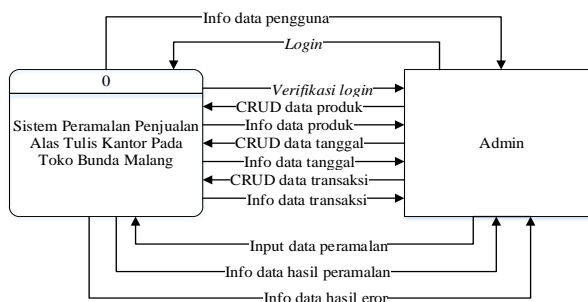 Info data pengguna
Login
0
Sistem Peramalan Penjualan
Alas Tulis Kantor Pada
Toko Bunda Malang
Verifikasi login
CRUD data produk
Info data produk
CRUD data tanggal
Info data tanggal
CRUD data transaksi
Info data transaksi
Admin
Input data peramalan
Info data hasil peramalan
Info data hasil eror